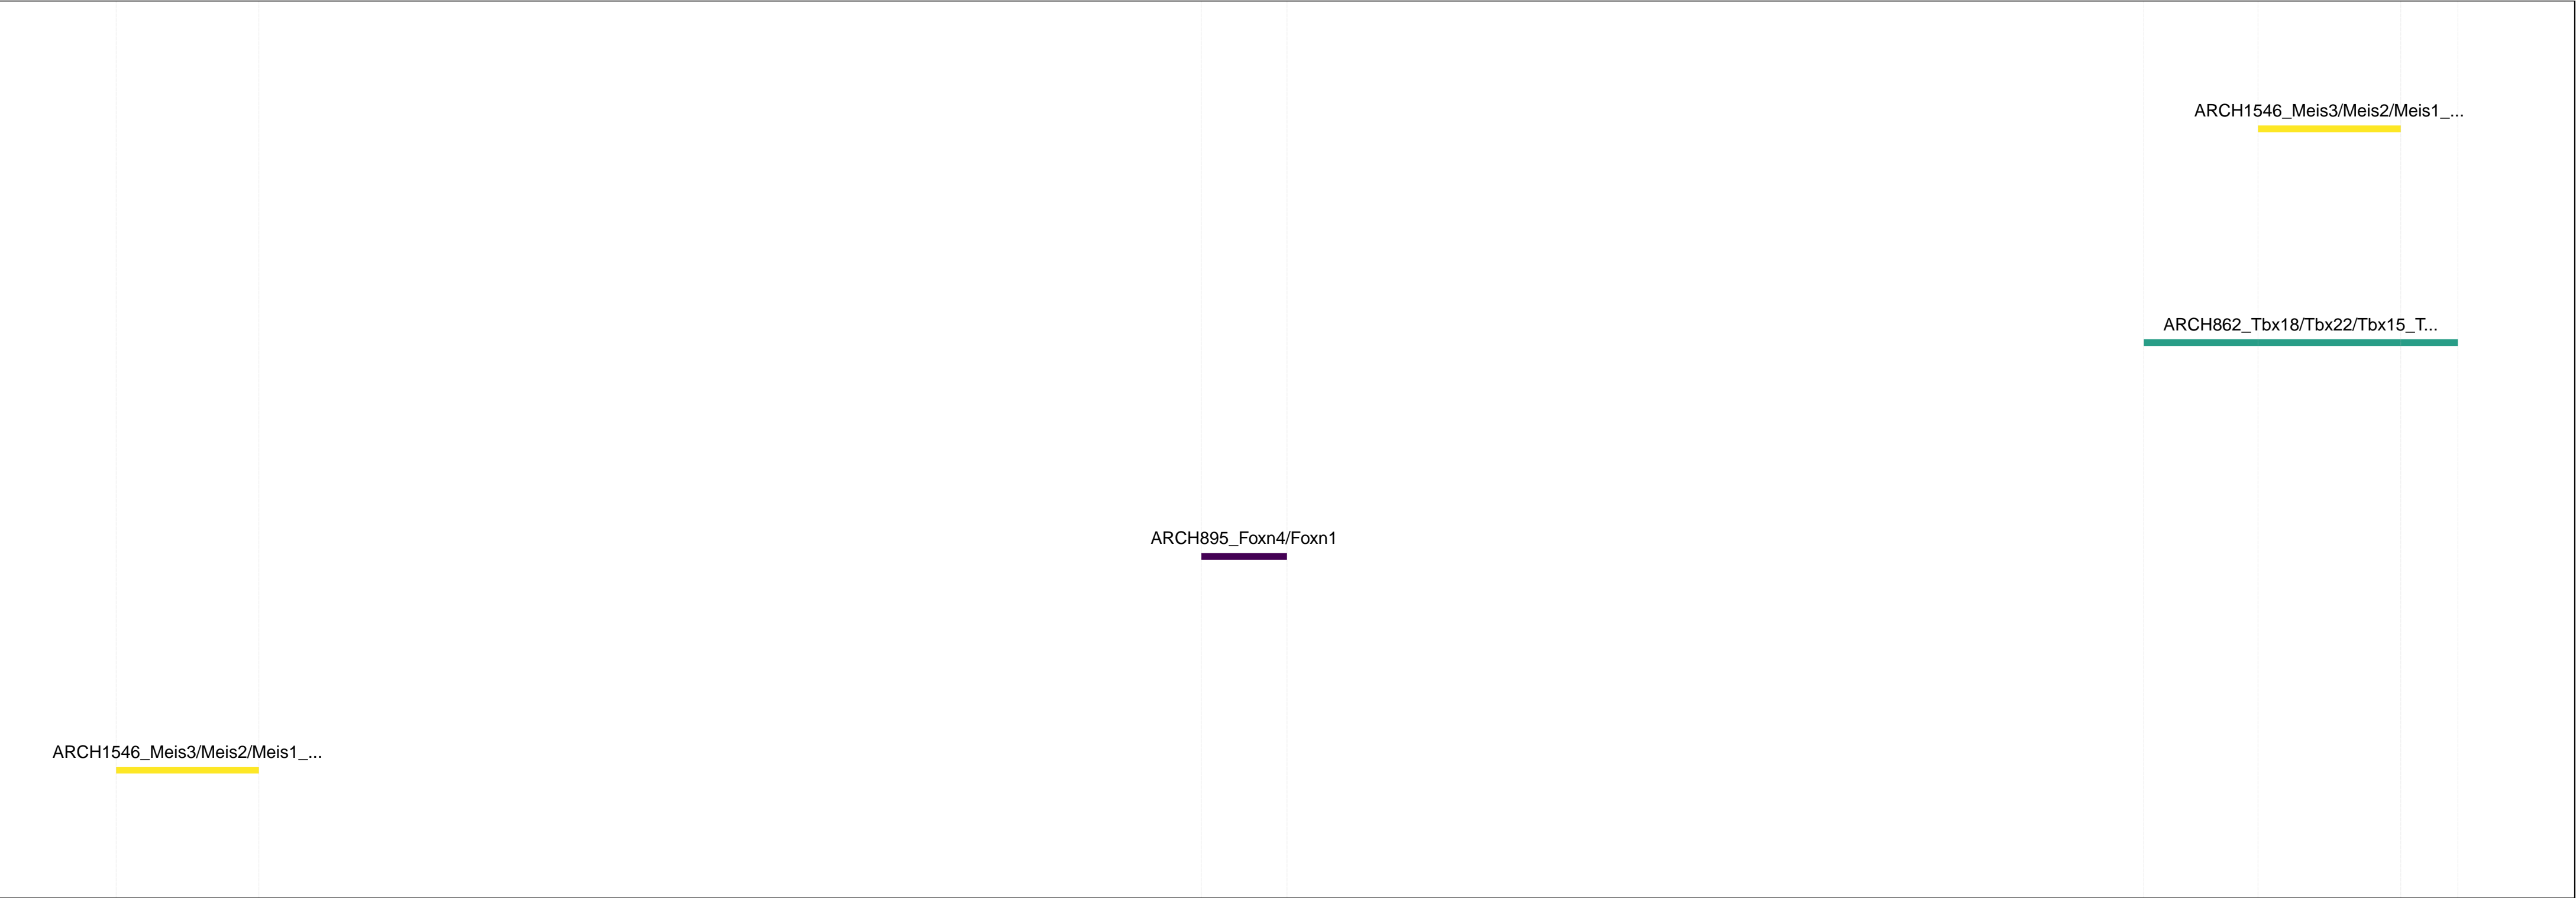 ARCH1546_Meis3/Meis2/Meis1_...
ARCH862_Tbx18/Tbx22/Tbx15_T...
ARCH895_Foxn4/Foxn1
ARCH1546_Meis3/Meis2/Meis1_...